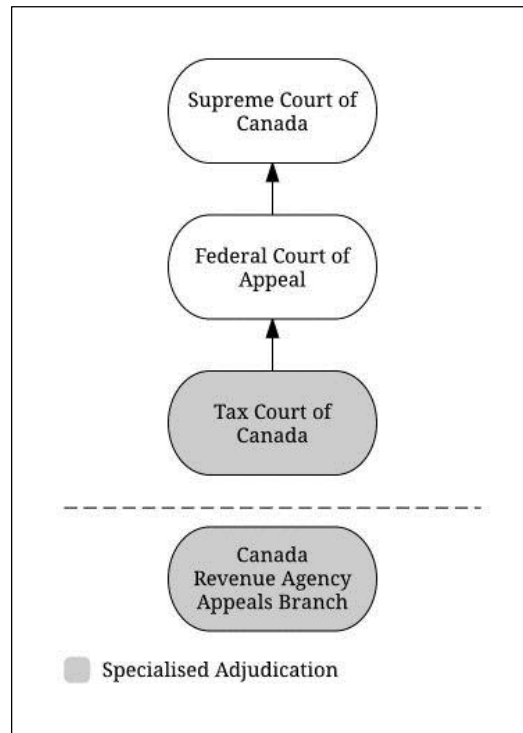 Supreme Court of
Canada
Federal Court of
Appeal
Tax Court of
Canada
Canada
Revenue Agency
Appeals Branch
Specialised Adjudication